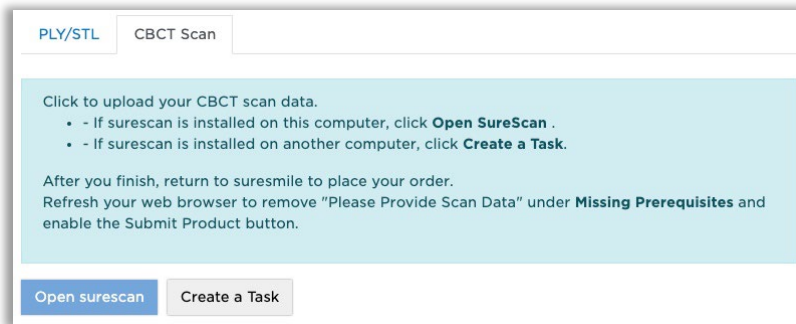 PLY/STL
CBCT Scan
Click to upload your CBCT scan data.
• - If surescan is installed on this computer, click Open SureScan .
• - If surescan is installed on another computer, click Create a Task.
After you finish, return to suresmile to place your order.
Refresh your web browser to remove "Please Provide Scan Data" under Missing Prerequisites and
enable the Submit Product button.
Open surescan
Create a Task